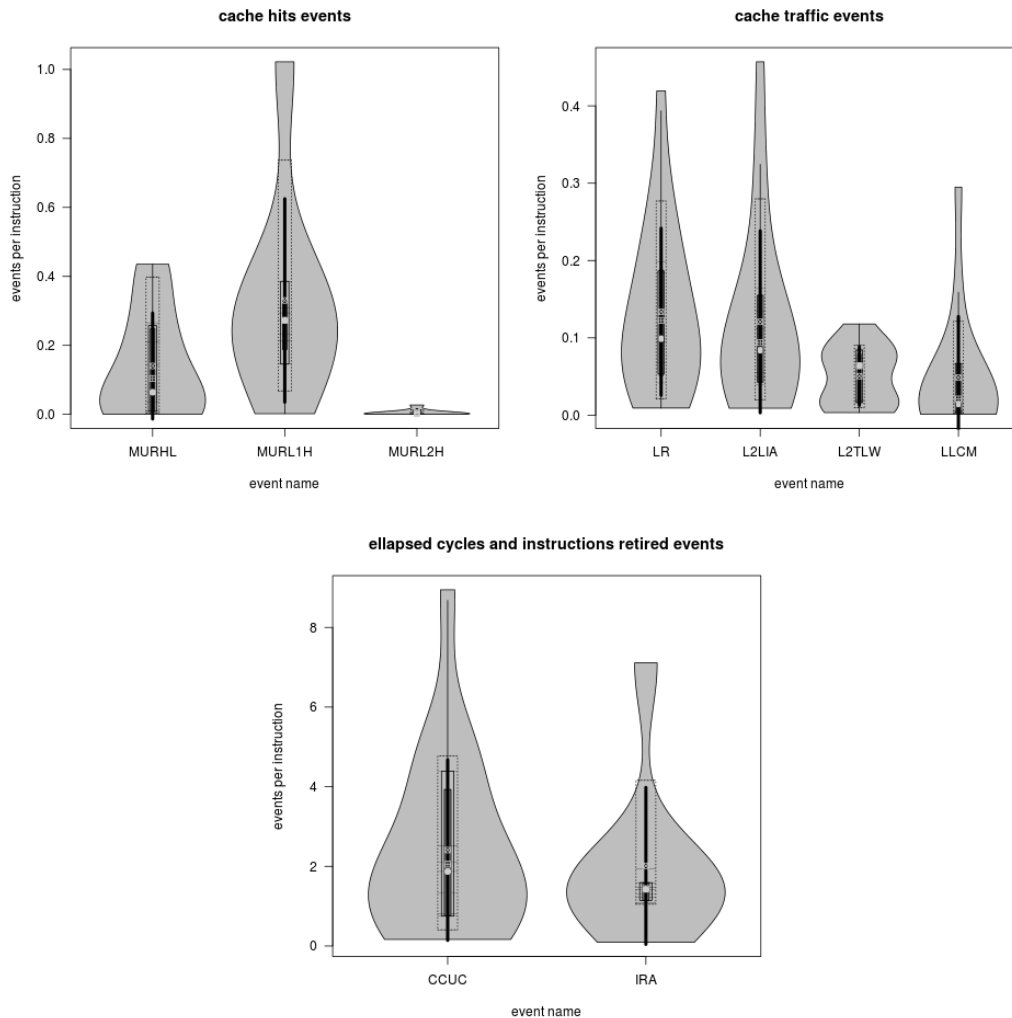 cache hits events
events per instruction
1.0
0.8
0.6
0.4
0.2
0.0
MURHL MURL1H MURL2H
event name
cache traffic events
events per instruction
0.4
0.3
0.2
0.1
0.0
LR L2LIA L2TLW LLCM
event name
ellapsed cycles and instructions retired events
events per instruction
8
6
4
2
0
CCUC IRA
event name